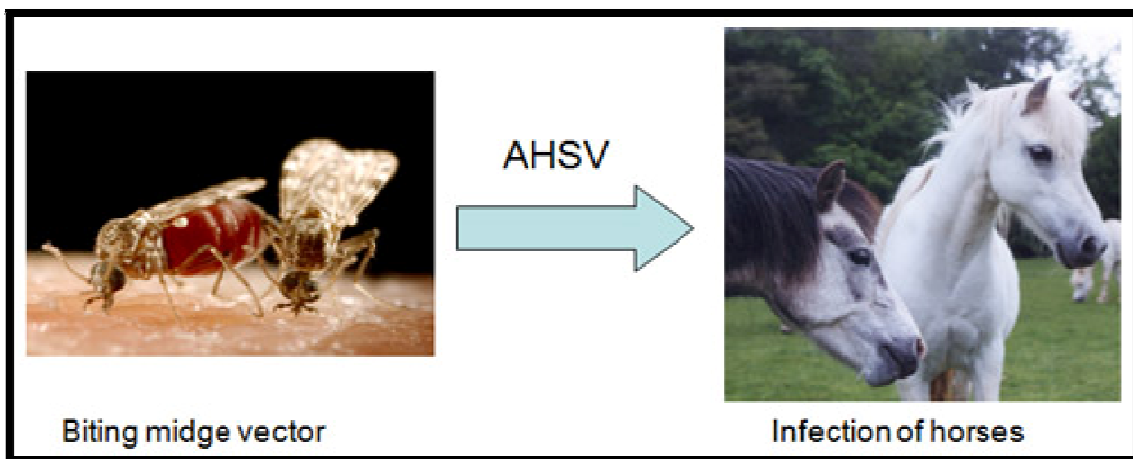 AHSV
Biting midge vector
Infection of horses